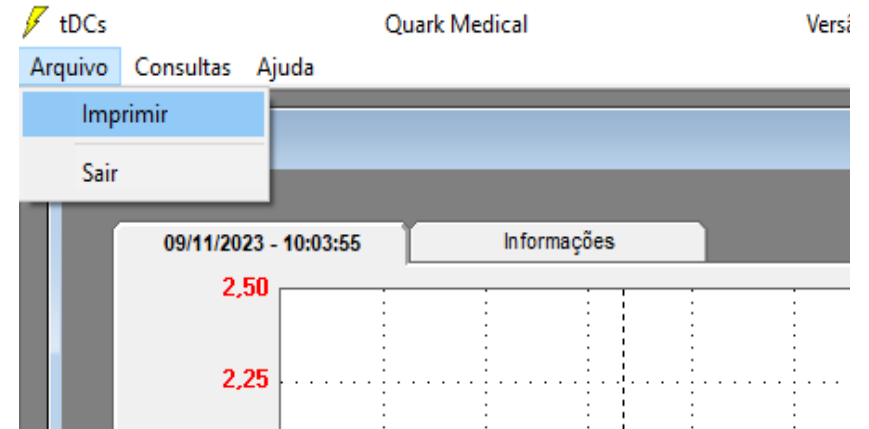 tDCs Quark Medical Versã
Arquivo Consultas Ajuda
Imprimir
Sair
09/11/2023 - 10:03:55 Informações
2,50
2,25